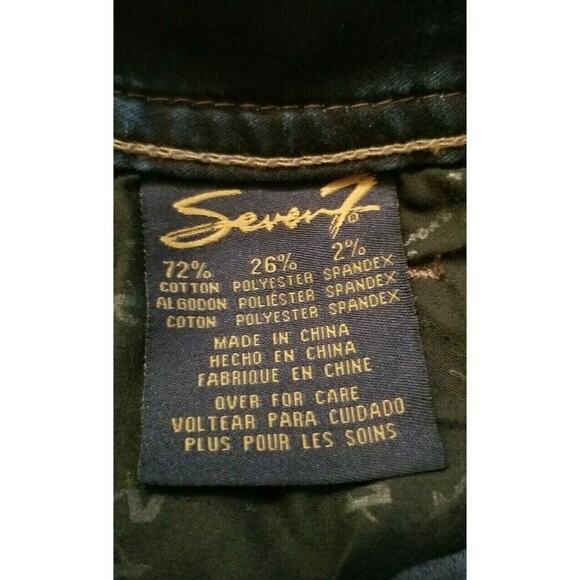 Seven7
72% 26% 2%
COTTON POLYESTER SPANDEX
ALGODON POLIÉSTER SPANDEX
COTON POLYESTER SPANDEX
MADE IN CHINA
HECHO EN CHINA
FABRIQUE EN CHINE
OVER FOR CARE
VOLTEAR PARA CUIDADO
PLUS POUR LES SOINS